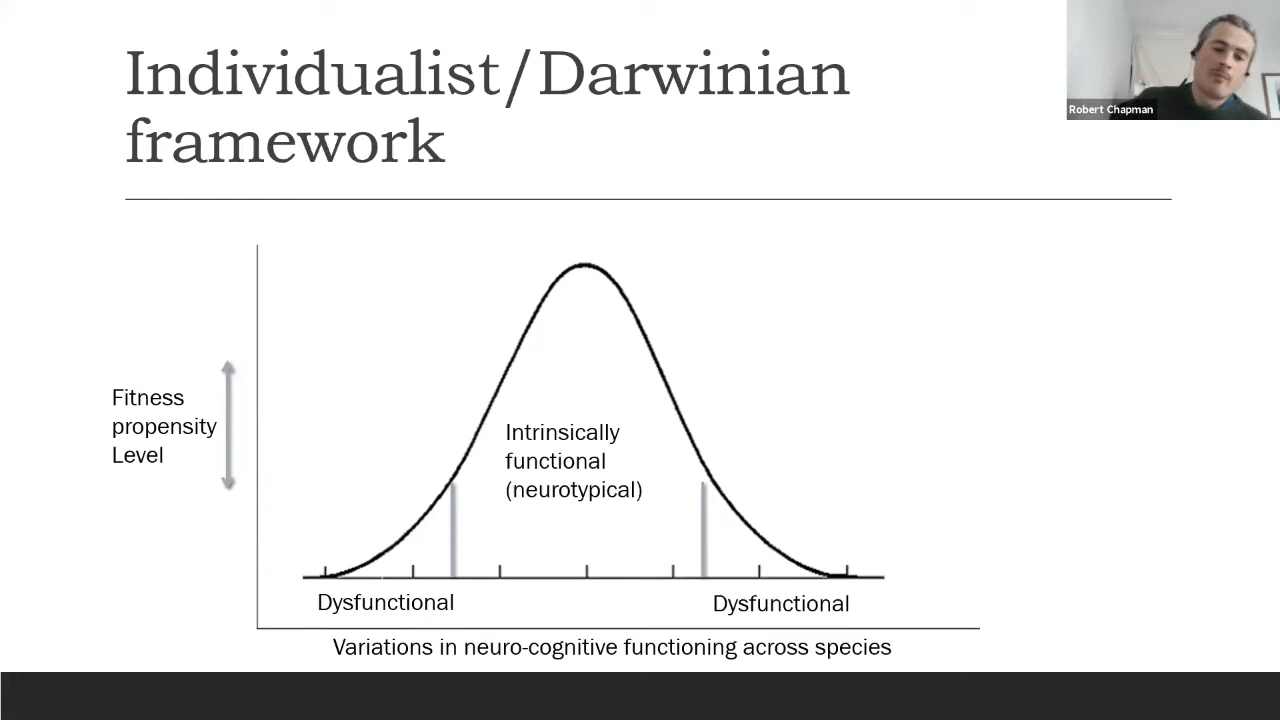 Individualist/Darwinian
framework
Robert Chapman
Fitness
propensity
Level
Intrinsically
functional
(neurotypical)
Dysfunctional
Dysfunctional
Variations in neuro-cognitive functioning across species